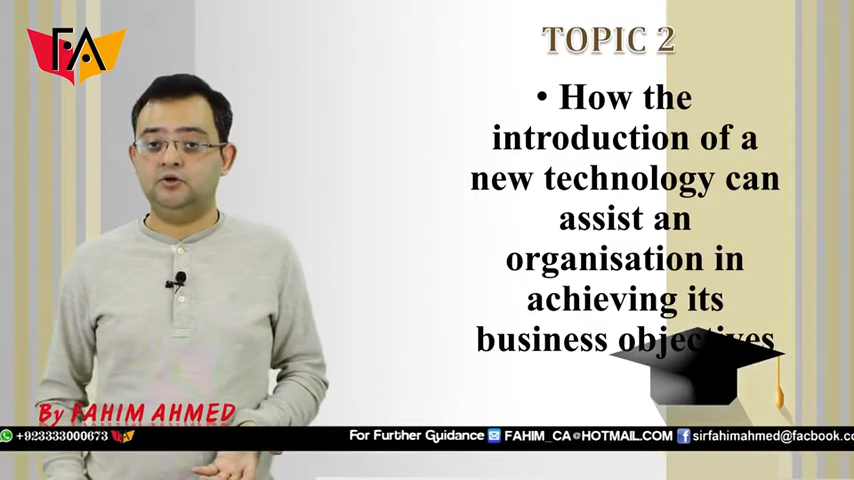 FA
TOPIC 2
• How the
introduction of a
new technology can
assist an
organisation in
achieving its
business objectives
By FAHIM AHMED
+923333000673 For Further Guidance FAHIM_CA@HOTMAIL.COM sirfahimahmed@facbook.co